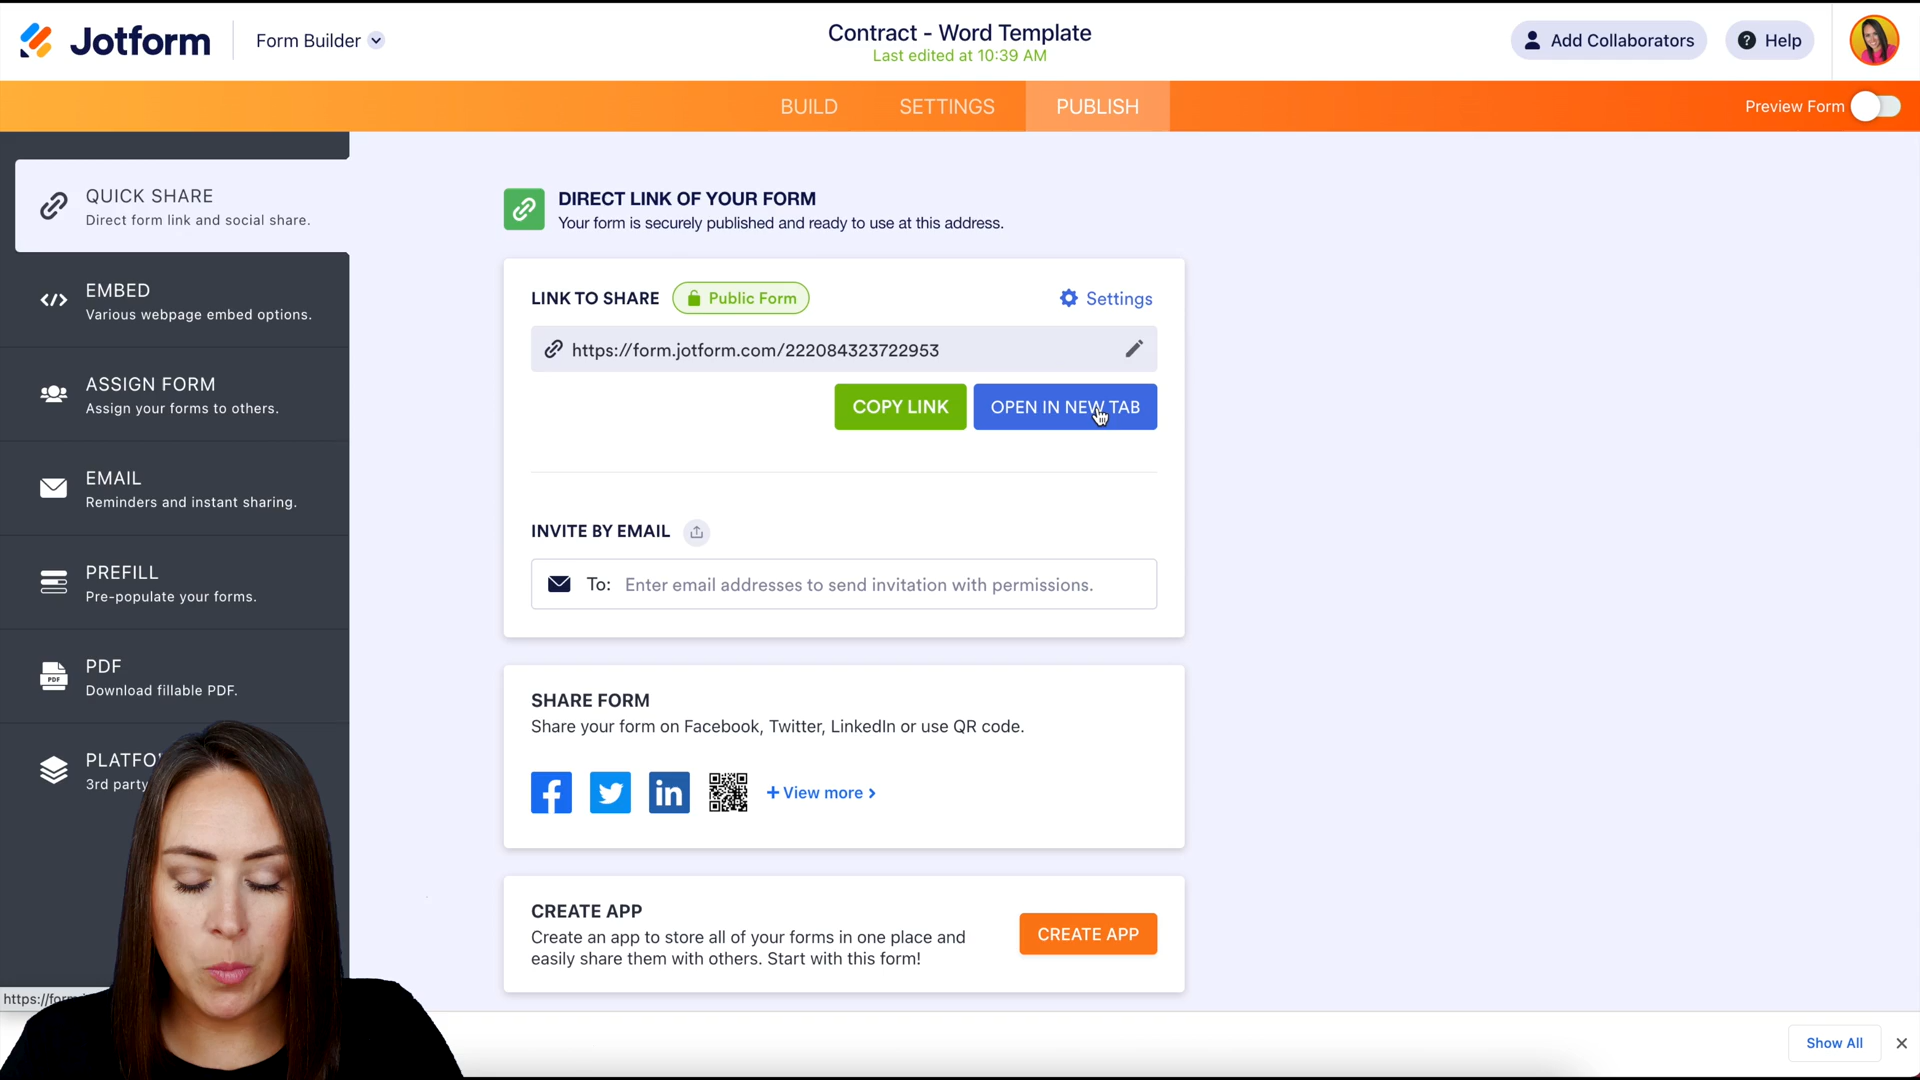 Jotform
Form Builder
Contract - Word Template
Last edited at 10:39 AM
Add Collaborators
Help
BUILD
SETTINGS
PUBLISH
Preview Form
QUICK SHARE
Direct form link and social share.
EMBED
Various webpage embed options.
ASSIGN FORM
Assign your forms to others.
EMAIL
Reminders and instant sharing.
PREFILL
Pre-populate your forms.
PDF
PDF
Download fillable PDF.
PLATFO
3rd party
https://form
DIRECT LINK OF YOUR FORM
Your form is securely published and ready to use at this address.
LINK TO SHARE
Public Form
Settings
https://form.jotform.com/222084323722953
COPY LINK
OPEN IN NEW TAB
INVITE BY EMAIL
To: Enter email addresses to send invitation with permissions.
SHARE FORM
Share your form on Facebook, Twitter, LinkedIn or use QR code.
+ View more >
CREATE APP
Create an app to store all of your forms in one place and
easily share them with others. Start with this form!
CREATE APP
Show All